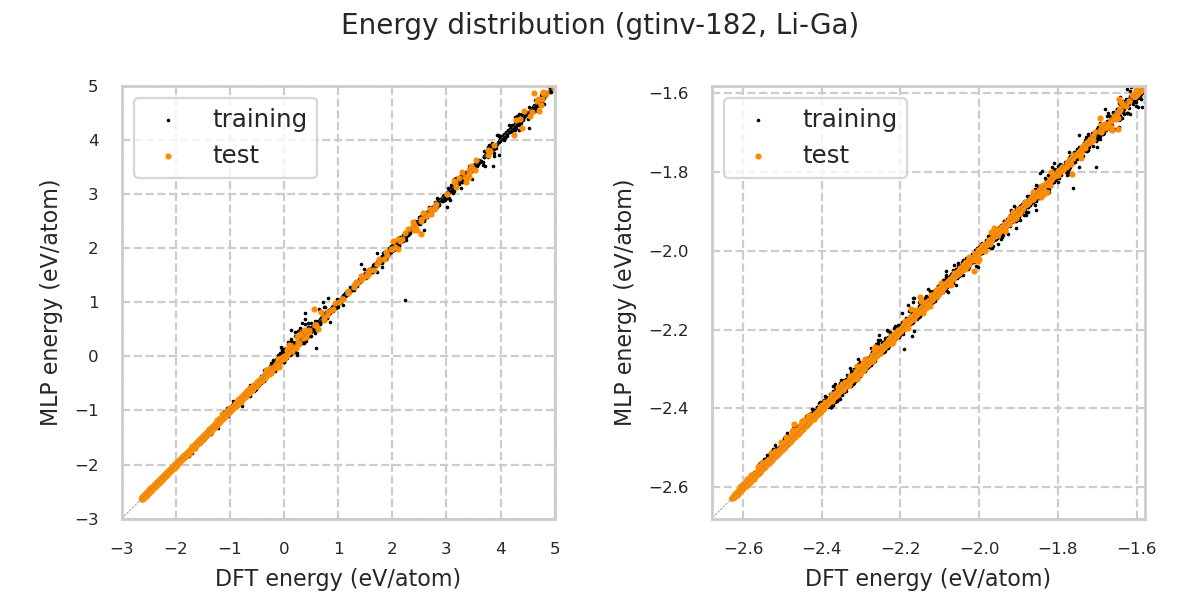 Energy distribution (gtinv-182, Li-Ga)
MLP energy (eV/atom)
5
4
3
2
1
0
−1
−2
−3
training
test
−3 −2 −1 0 1 2 3 4 5
DFT energy (eV/atom)
MLP energy (eV/atom)
−1.6
−1.8
−2.0
−2.2
−2.4
−2.6
training
test
−2.6 −2.4 −2.2 −2.0 −1.8 −1.6
DFT energy (eV/atom)